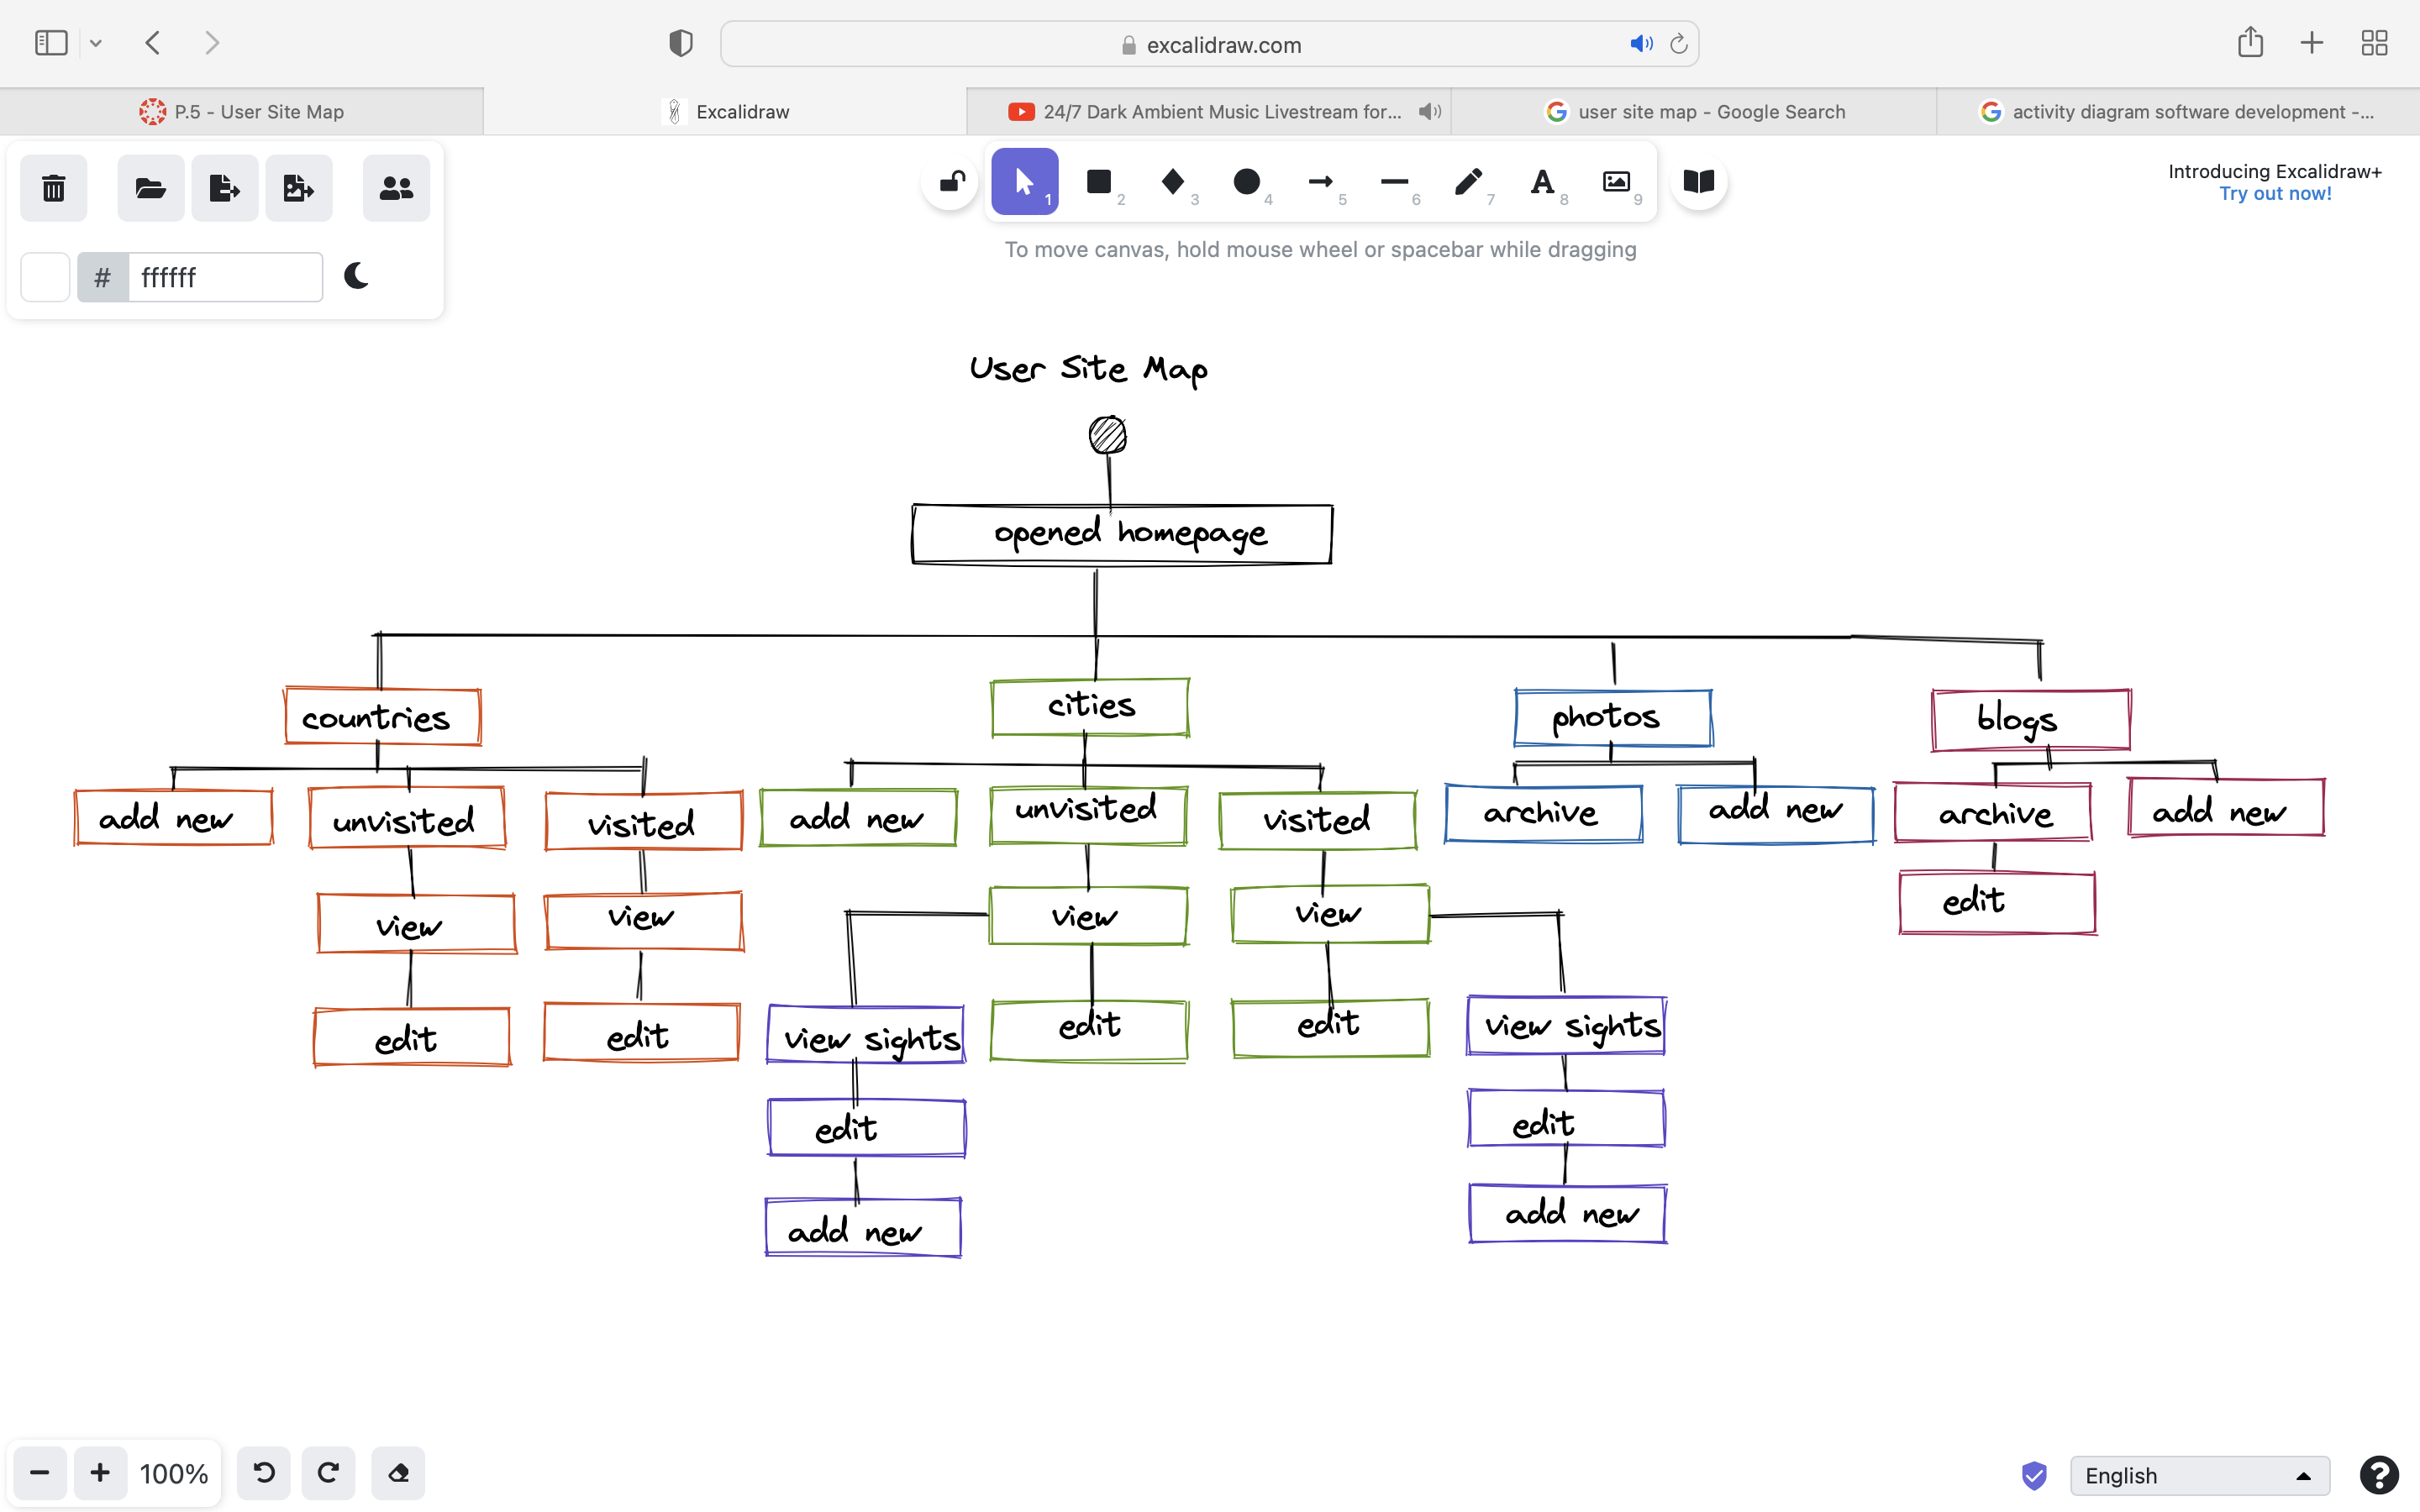 excalidraw.com
P.5 - User Site Map
Excalidraw
24/7 Dark Ambient Music Livestream for...
user site map - Google Search
activity diagram software development -...
1
2
3
4
5
6
7
A
8
9
Introducing Excalidraw+
Try out now!
# ffffff
To move canvas, hold mouse wheel or spacebar while dragging
User Site Map
opened homepage
countries
cities
photos
blogs
add new
unvisited
visited
add new
unvisited
visited
archive
add new
archive
add new
view
view
view
view
edit
edit
edit
view sights
edit
edit
view sights
edit
edit
add new
add new
100%
English
?